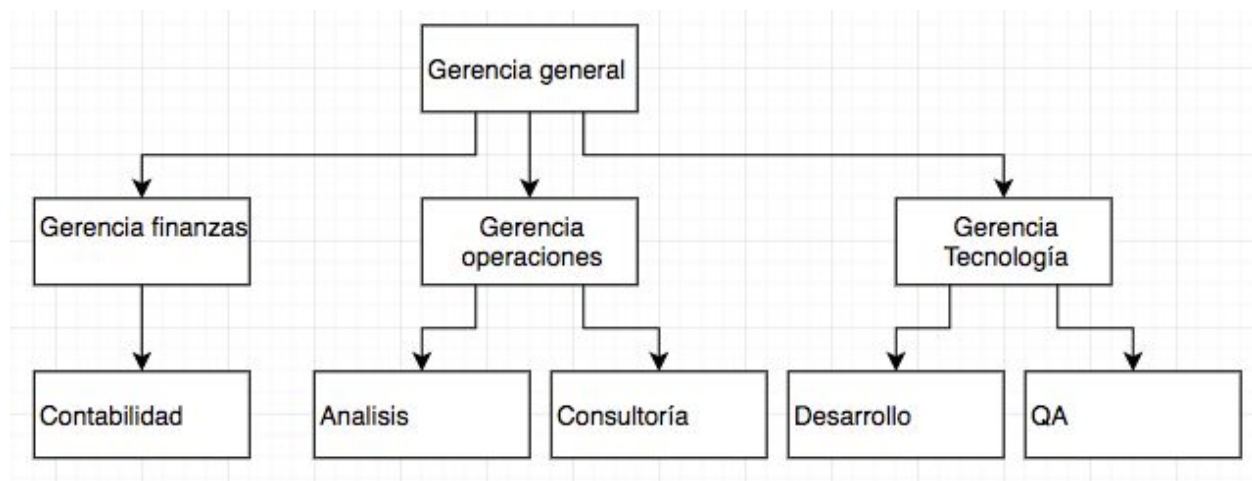 Gerencia general
Gerencia finanzas
Gerencia
operaciones
Gerencia
Tecnología
Contabilidad
Analisis
Consultoría
Desarrollo
QA